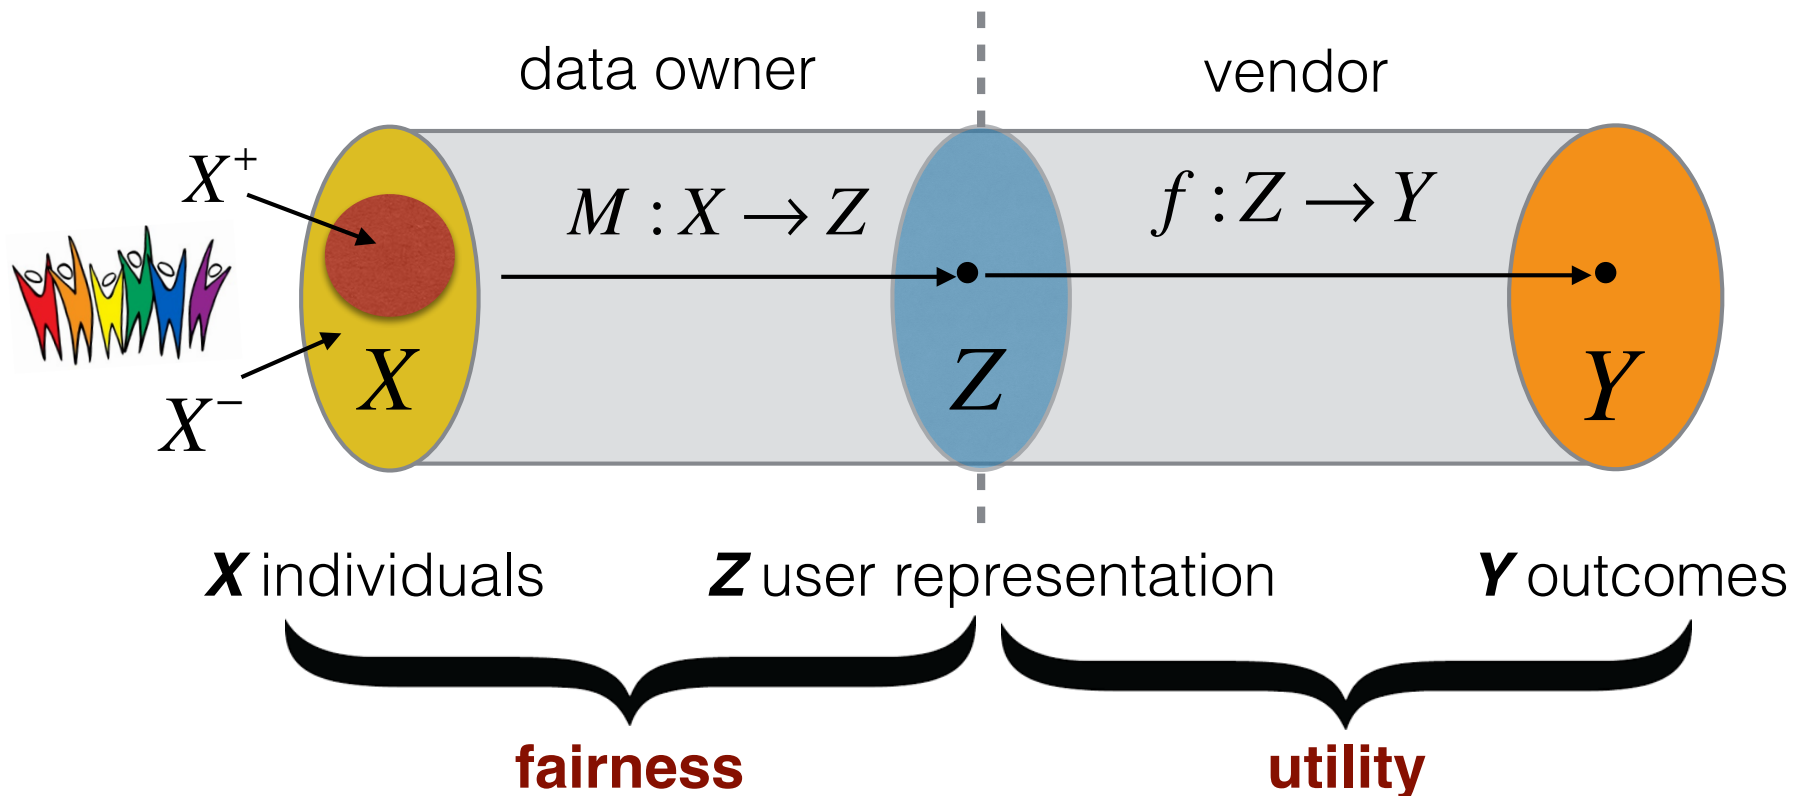 data owner
vendor
X⁺
M : X → Z
f : Z → Y
X⁻
X
Z
Y
X individuals
Z user representation
Y outcomes
fairness
utility